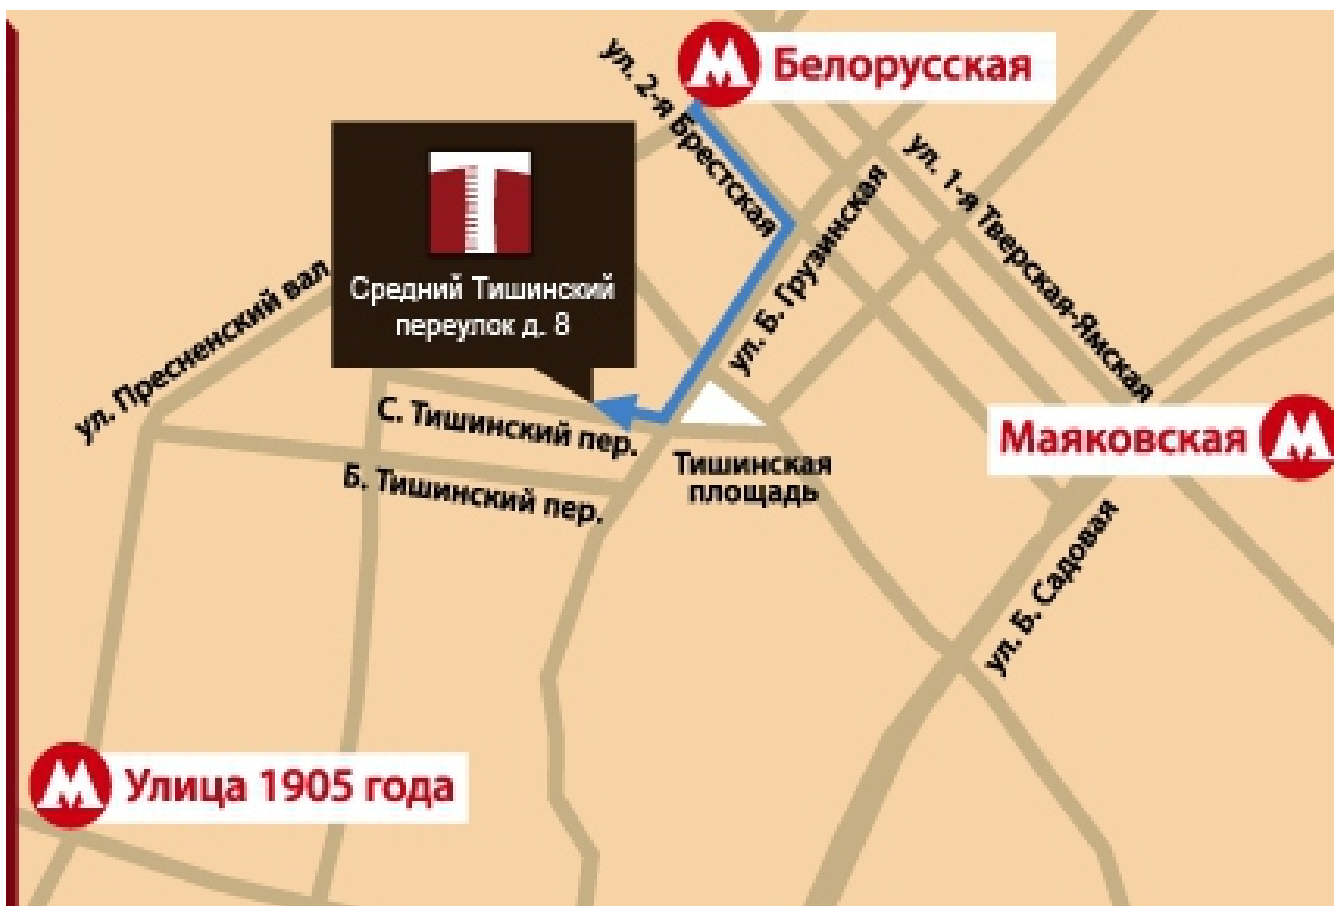 Белорусская
ул. 2-я Брестская
ул. 1-я Тверская-Ямская
ул. Б. Грузинская
Средний Тишинский
переулок д. 8
ул. Пресненский вал
С. Тишинский пер.
Б. Тишинский пер.
Тишинская
площадь
Маяковская
ул. Б. Садовая
Улица 1905 года